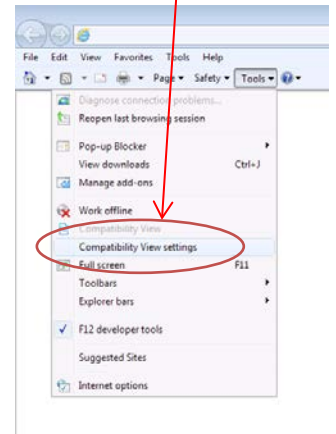 File Edit View Favorites Tools Help
Page Safety Tools
Diagnose connection problems...
Reopen last browsing session
Pop-up Blocker
View downloads Ctrl+J
Manage add-ons
Work offline
Compatibility View
Compatibility View settings
Full screen F11
Toolbars
Explorer bars
F12 developer tools
Suggested Sites
Internet options